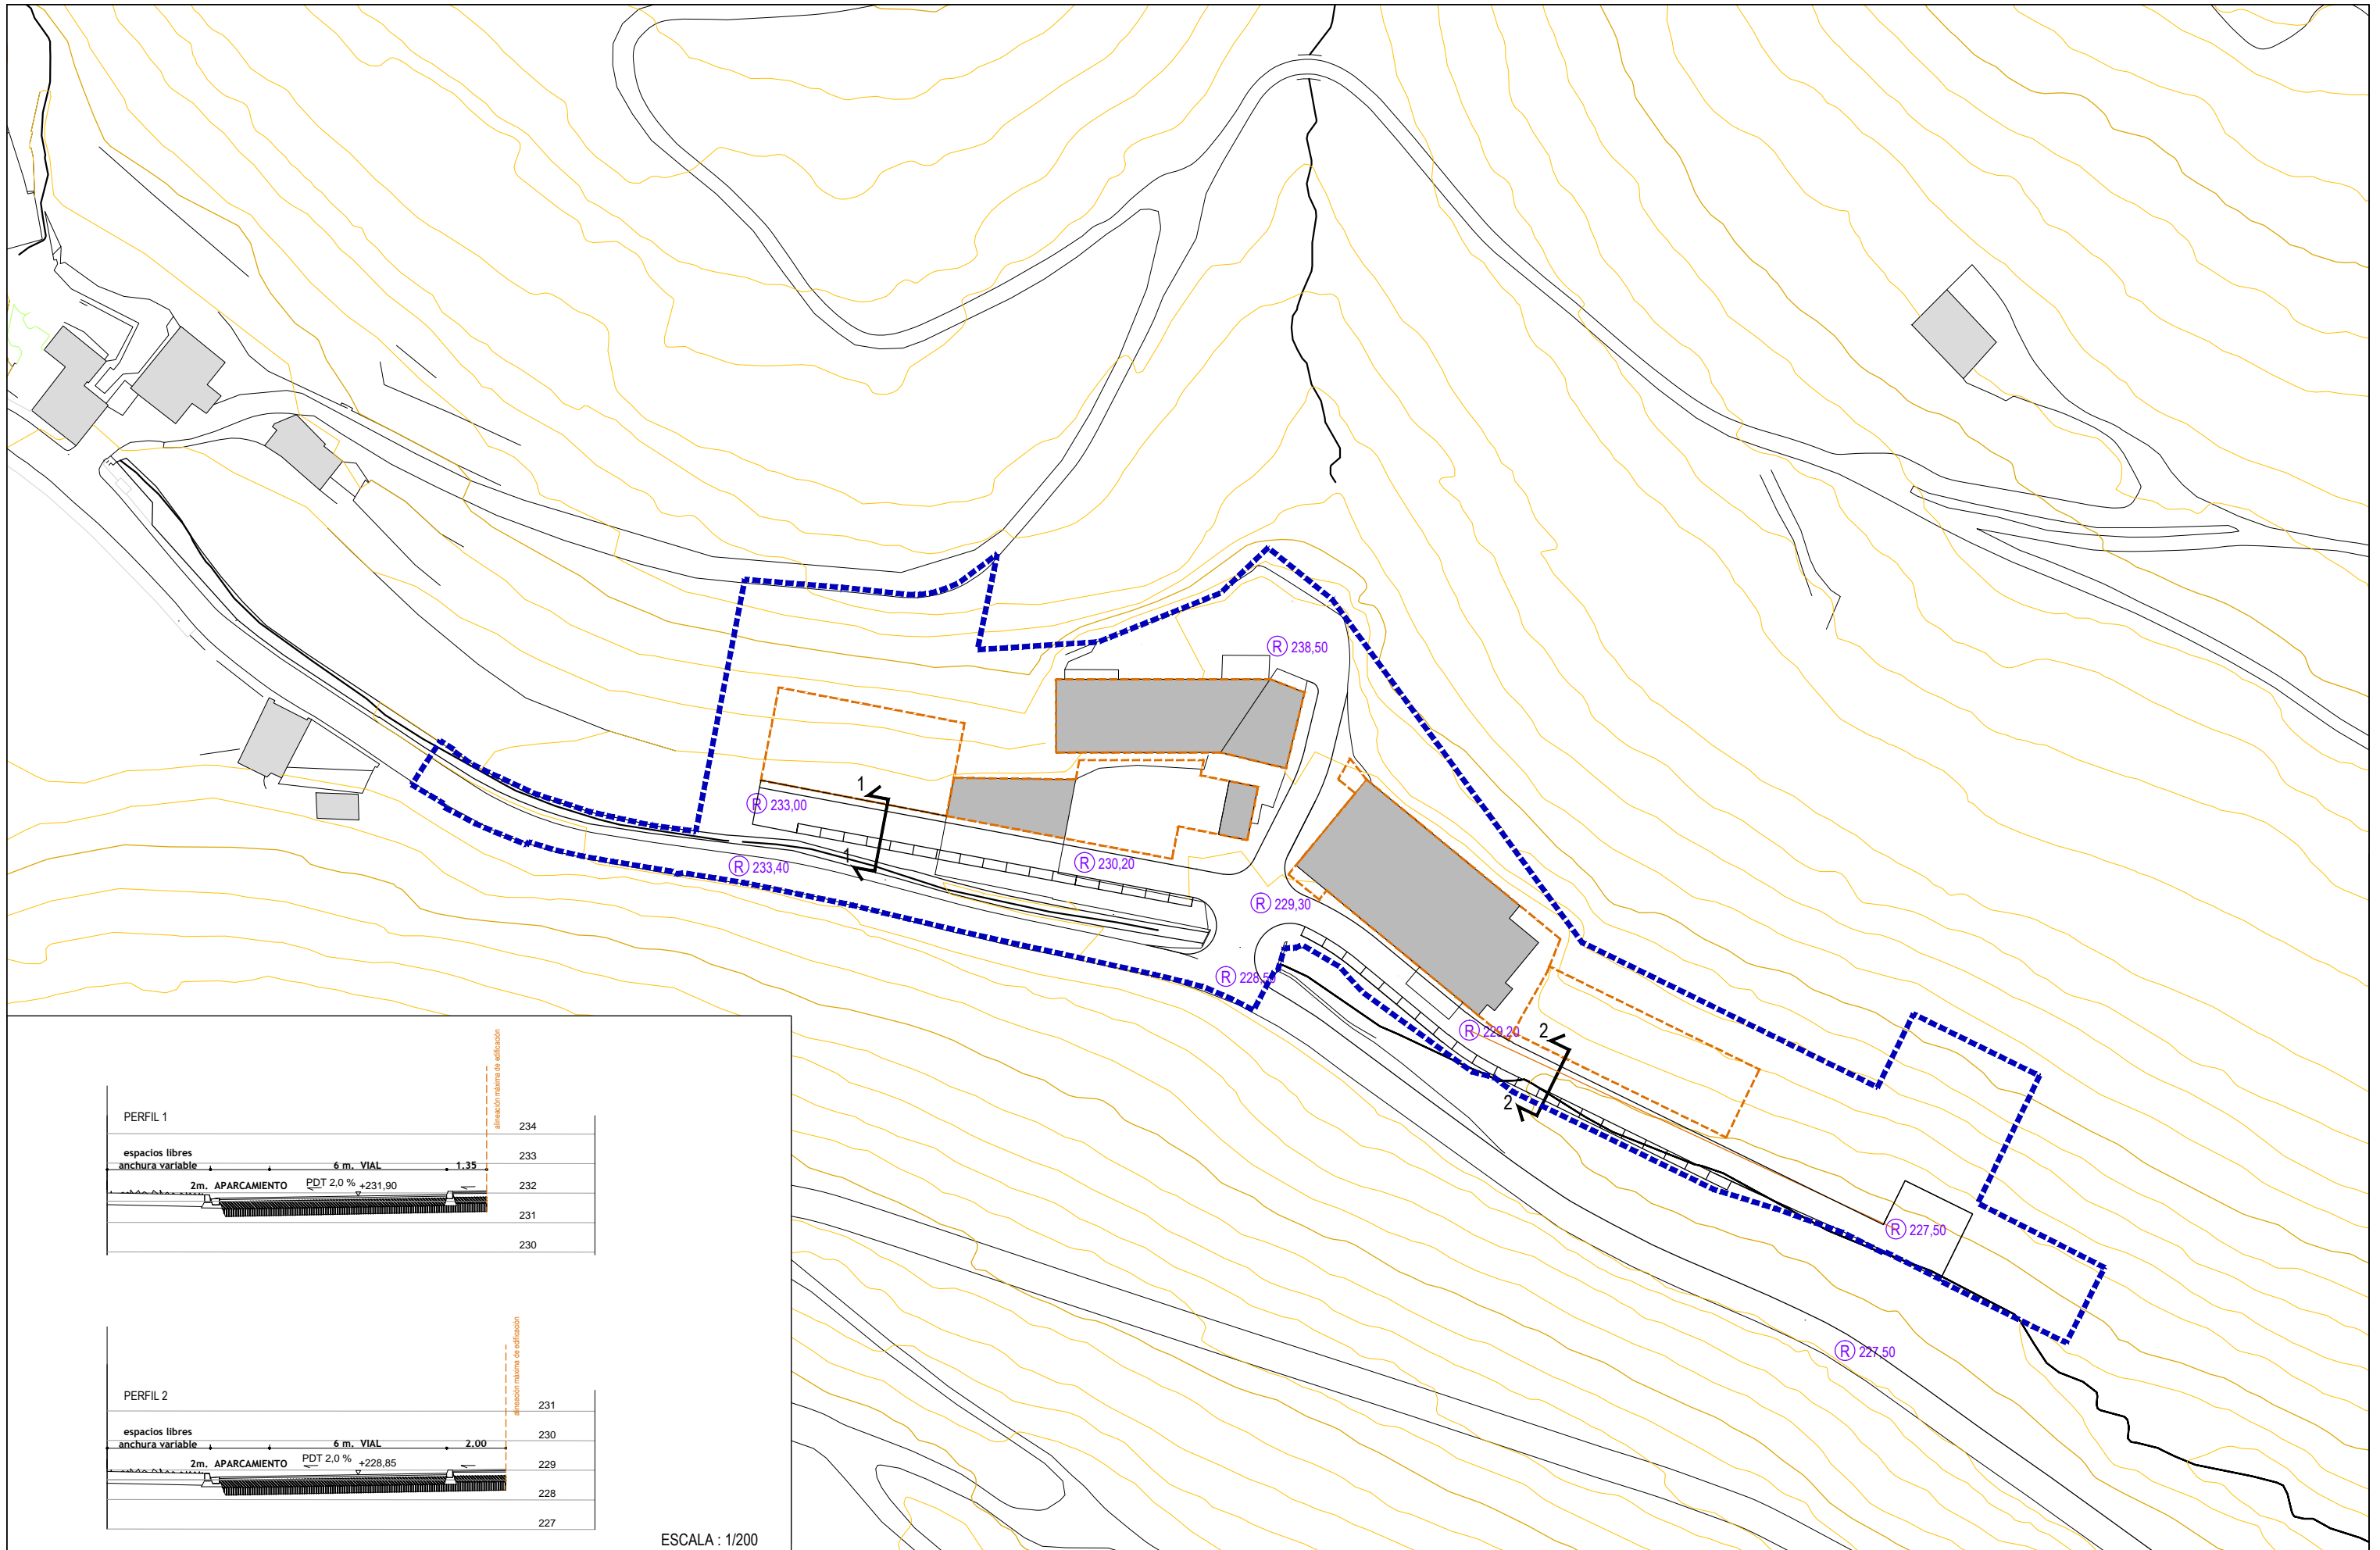 Ⓡ 238,50
1
Ⓡ 233,00
1
Ⓡ 233,40
Ⓡ 230,20
Ⓡ 229,30
Ⓡ 228,50
Ⓡ 229,20
2
2
Ⓡ 227,50
Ⓡ 227,50
PERFIL 1
alineación máxima de edificación
234
espacios libres
233
anchura variable 6 m. VIAL 1.35
2m. APARCAMIENTO PDT 2,0 % +231,90 232
231
230
PERFIL 2
alineación máxima de edificación
231
espacios libres
230
anchura variable 6 m. VIAL 2.00
2m. APARCAMIENTO PDT 2,0 % +228,85 229
228
227
ESCALA : 1/200